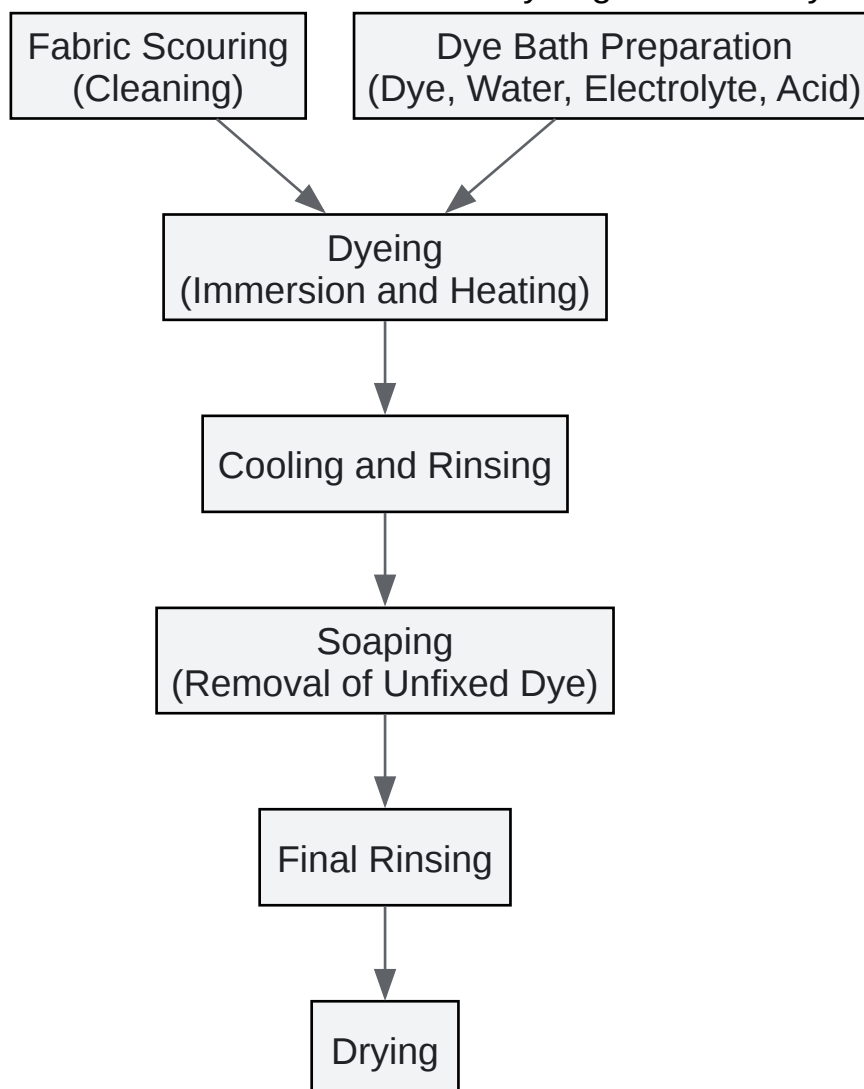 Fabric Scouring
(Cleaning)
Dye Bath Preparation
(Dye, Water, Electrolyte, Acid)
Dyeing
(Immersion and Heating)
Cooling and Rinsing
Soaping
(Removal of Unfixed Dye)
Final Rinsing
Drying